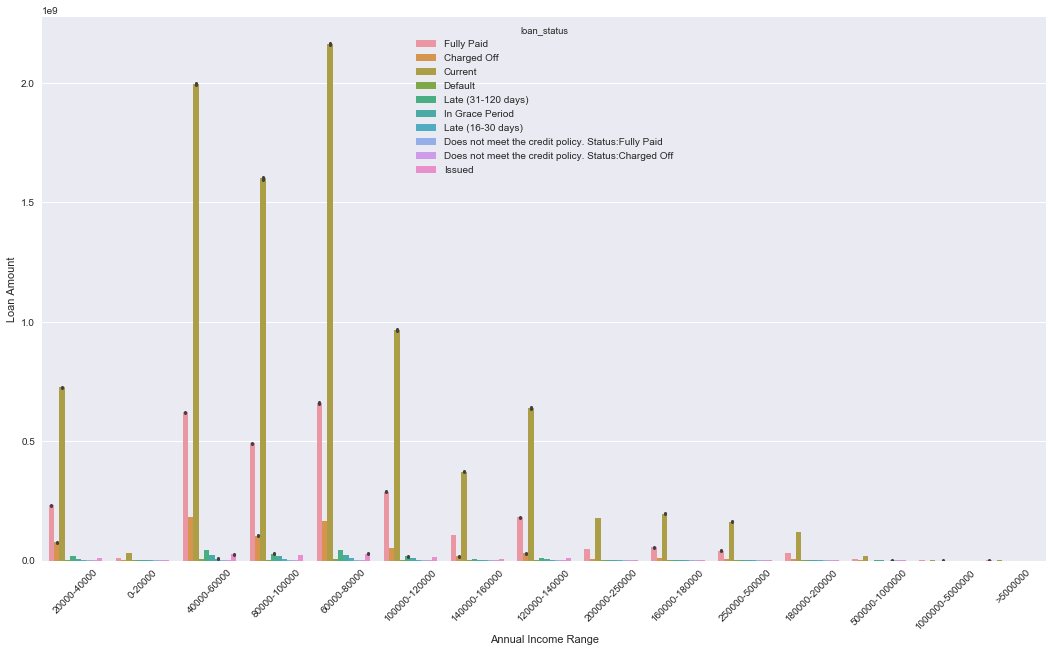 1e9
loan_status
Fully Paid
Charged Off
Current
Default
Late (31-120 days)
In Grace Period
Late (16-30 days)
Does not meet the credit policy. Status:Fully Paid
Does not meet the credit policy. Status:Charged Off
Issued
2.0
1.5
1.0
0.5
0.0
Loan Amount
20000-40000
0-20000
40000-60000
80000-100000
60000-80000
100000-120000
140000-160000
120000-140000
200000-250000
160000-1800000
250000-500000
180000-200000
500000-1000000
1000000-5000000
>5000000
Annual Income Range